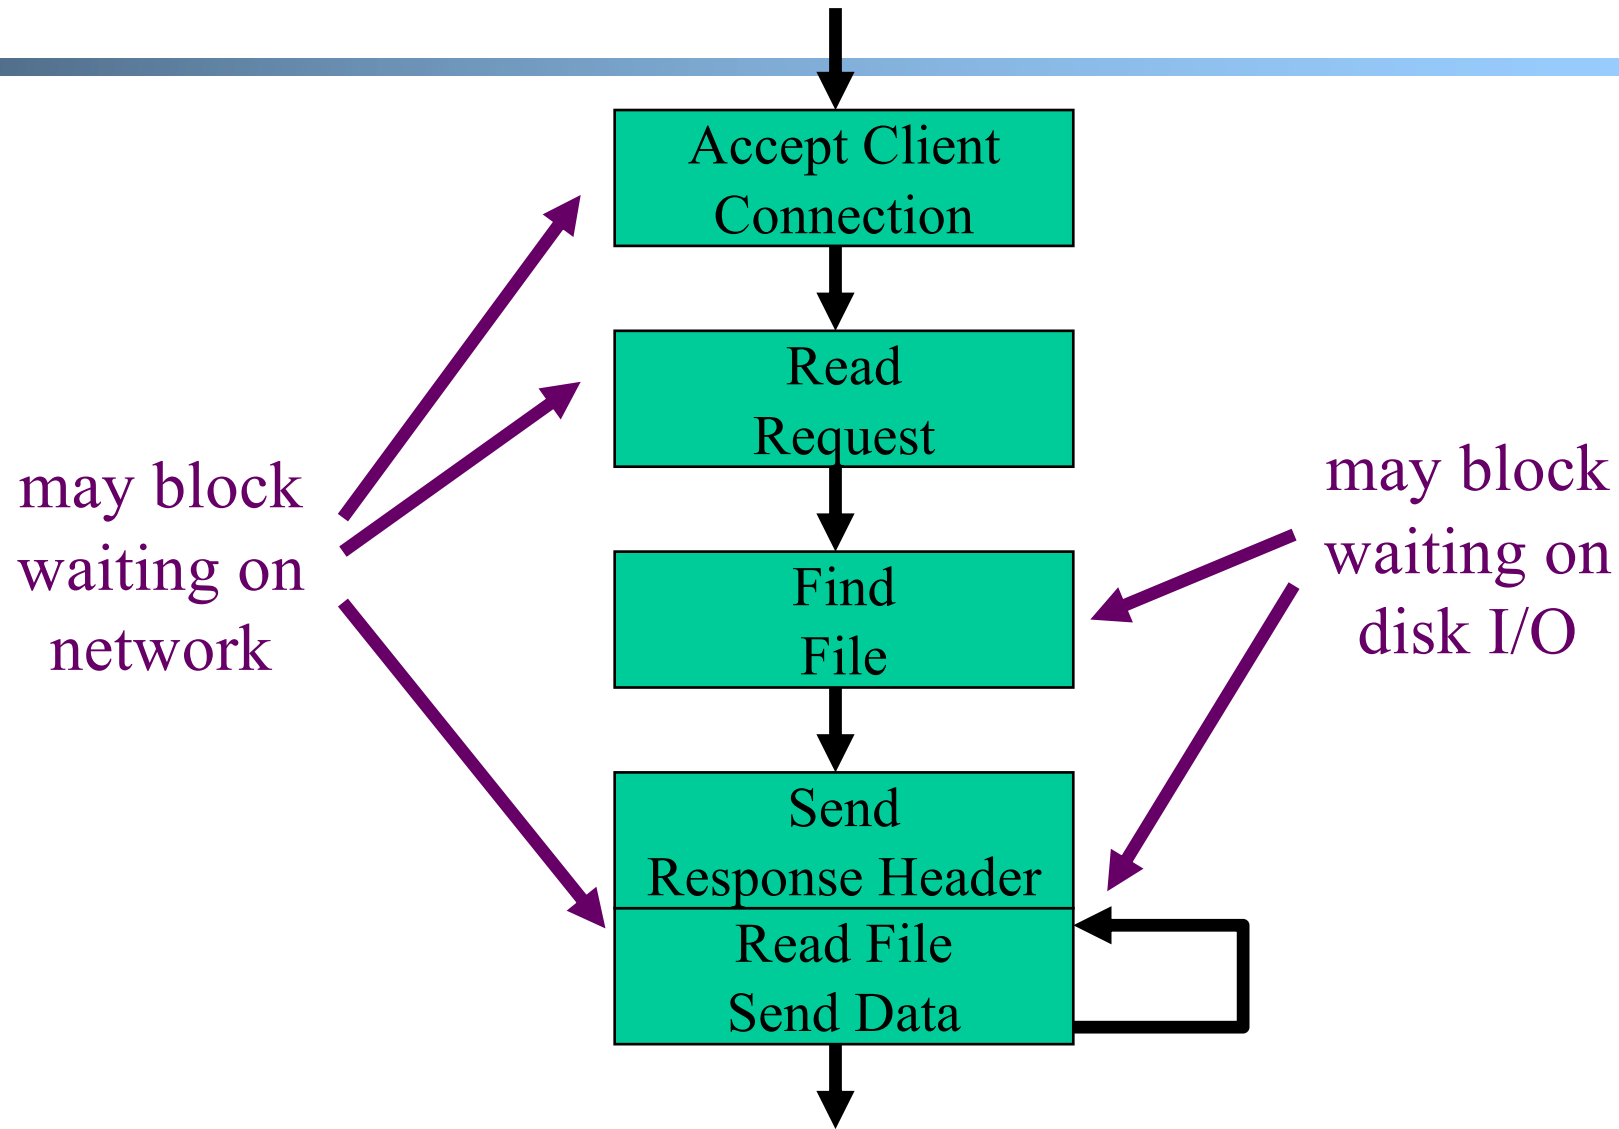 Accept Client
Connection
Read
Request
may block
waiting on
network
may block
waiting on
disk I/O
Find
File
Send
Response Header
Read File
Send Data